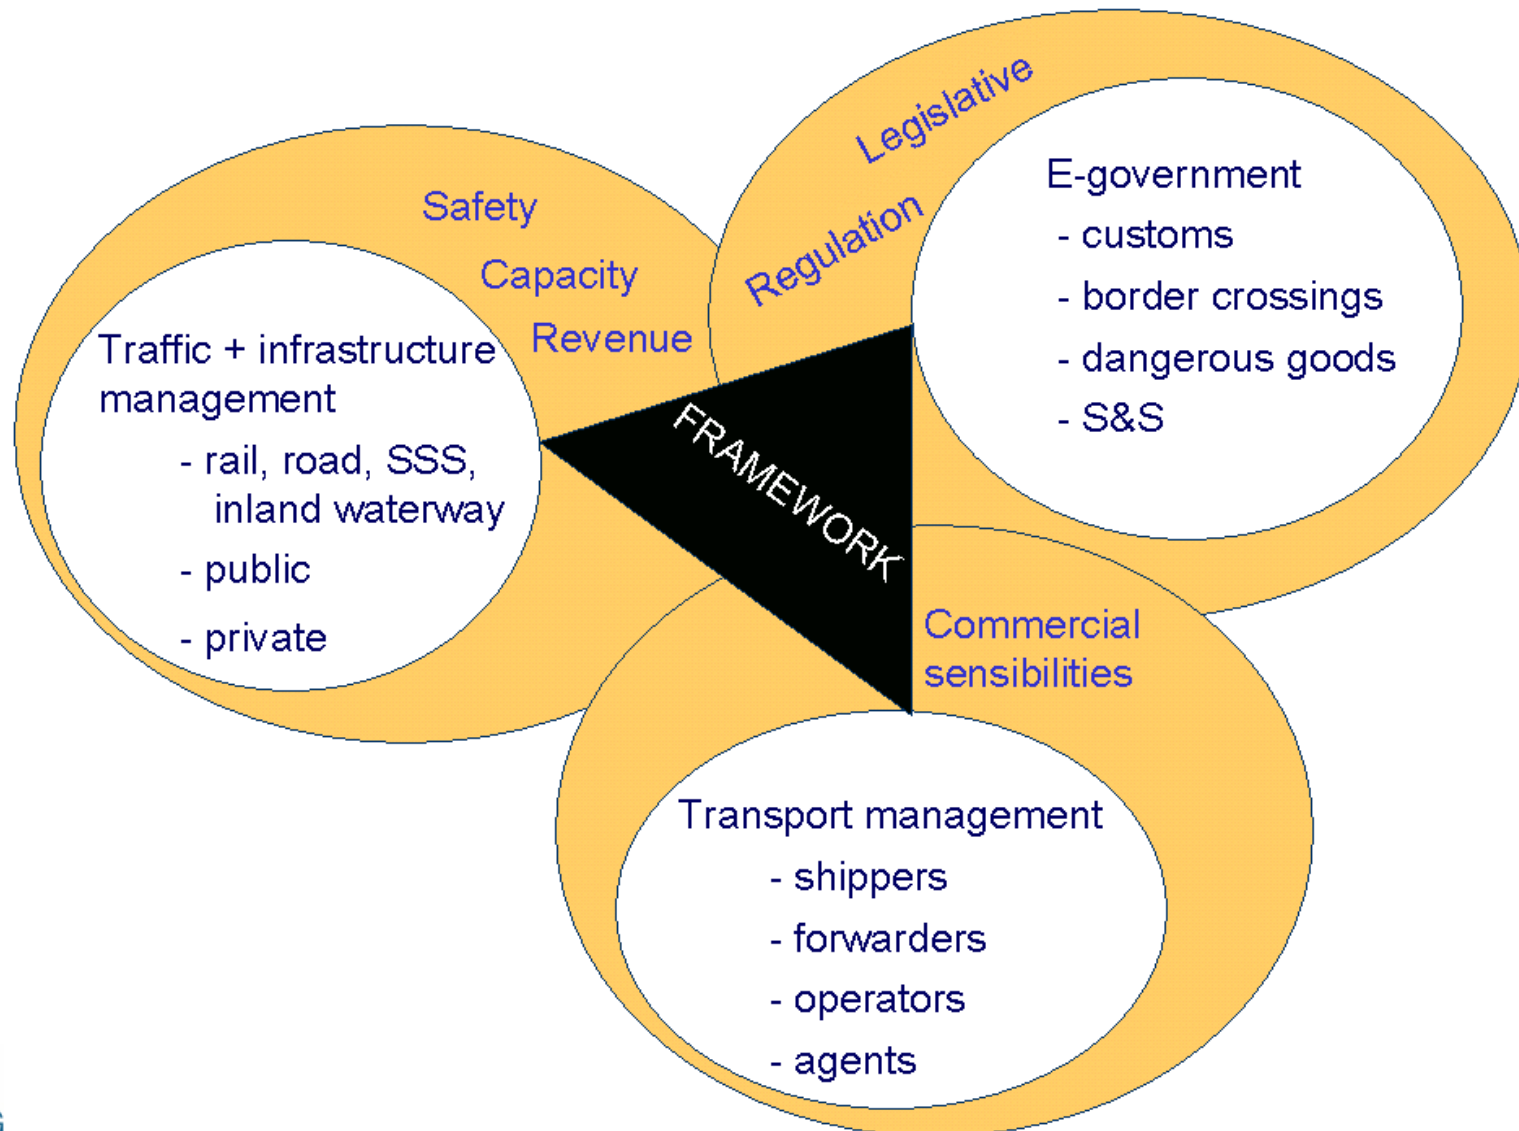 Legislative
Regulation
E-government
- customs
- border crossings
- dangerous goods
- S&S
Safety
Capacity
Revenue
Traffic + infrastructure
management
- rail, road, SSS,
inland waterway
- public
- private
FRAMEWORK
Commercial
sensibilities
Transport management
- shippers
- forwarders
- operators
- agents